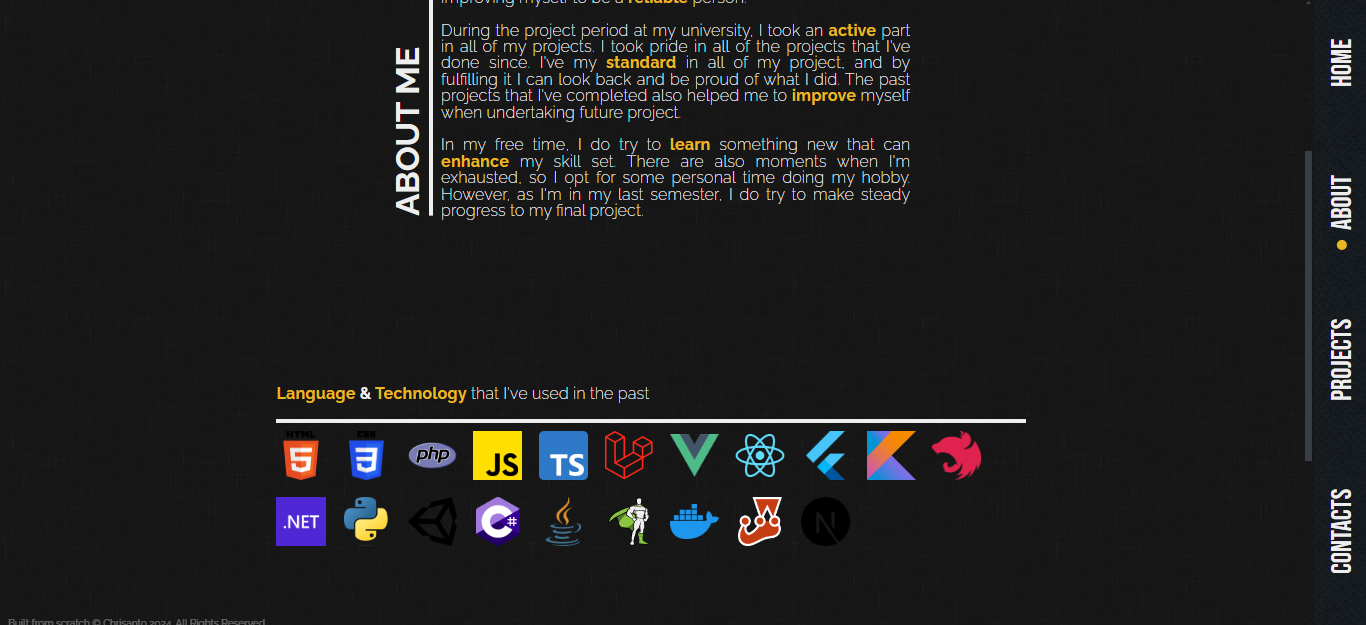 improving myself to be a reliable person.
During the project period at my university, I took an active part
in all of my projects. I took pride in all of the projects that I've
done since. I've my standard in all of my project, and by
fulfilling it I can look back and be proud of what I did. The past
projects that I've completed also helped me to improve myself
when undertaking future project.
In my free time, I do try to learn something new that can
enhance my skill set. There are also moments when I'm
exhausted, so I opt for some personal time doing my hobby.
However, as I'm in my last semester, I do try to make steady
progress to my final project.
ABOUT ME
Language & Technology that I've used in the past
HTML
5
CSS
3
php
JS
TS
.NET
C#
N
Built from scratch © Chrisanto 2024. All Rights Reserved
HOME
ABOUT
PROJECTS
CONTACTS